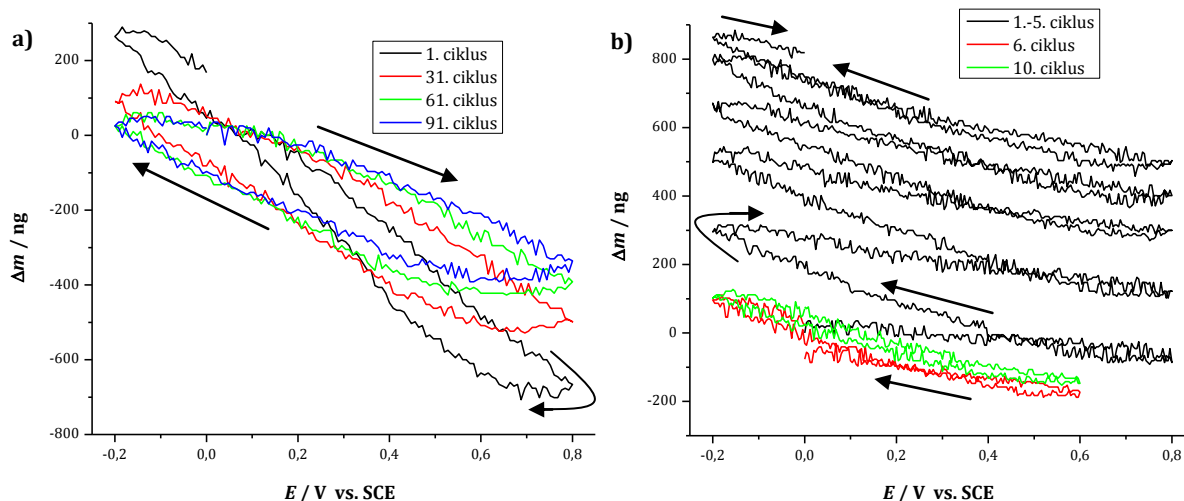 a)
1. ciklus
31. ciklus
61. ciklus
91. ciklus
Δm / ng
200
0
-200
-400
-600
-800
-0,2
0,0
0,2
0,4
0,6
0,8
E / V vs. SCE
b)
1.-5. ciklus
6. ciklus
10. ciklus
Δm / ng
800
600
400
200
0
-200
-0,2
0,0
0,2
0,4
0,6
0,8
E / V vs. SCE